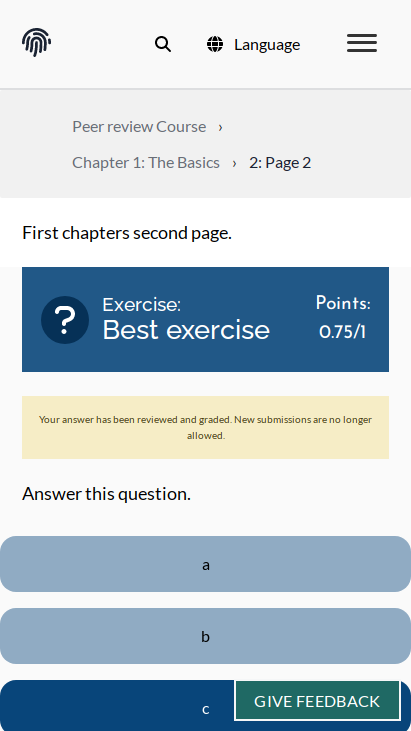 Language
Peer review Course ›
Chapter 1: The Basics › 2: Page 2
First chapters second page.
Exercise:
Best exercise
Points:
0.75/1
Your answer has been reviewed and graded. New submissions are no longer
allowed.
Answer this question.
a
b
c
GIVE FEEDBACK